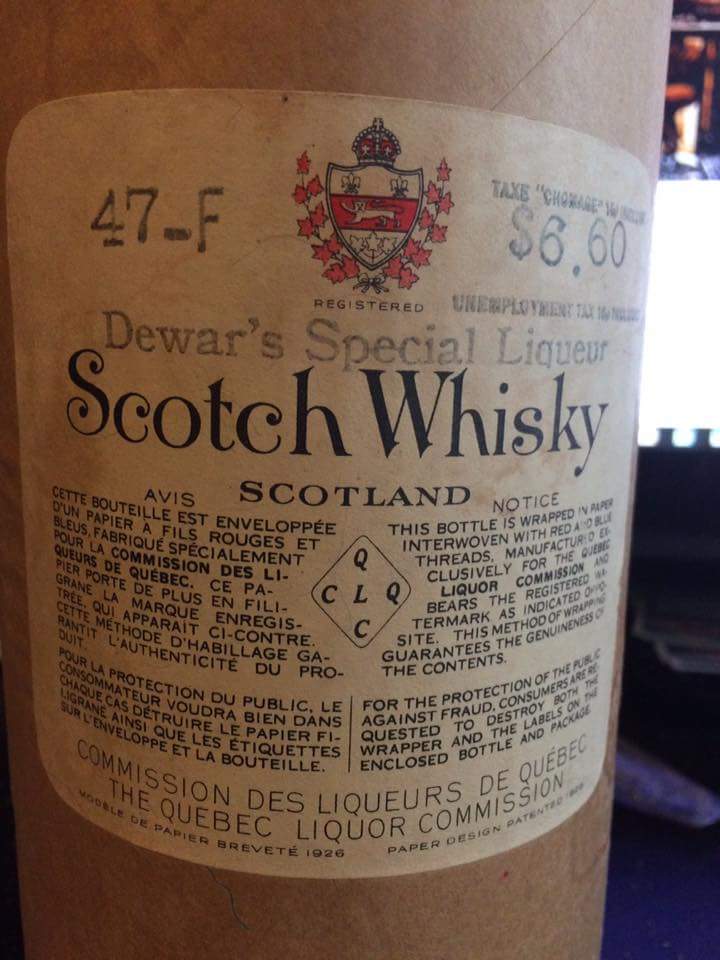 47-F
TAXE "CHOMAGE"
$6.60
REGISTERED
UNEMPLOYMENT TAX
Dewar's Special Liqueur
Scotch Whisky
SCOTLAND
AVIS
CETTE BOUTEILLE EST ENVELOPPÉE
D'UN PAPIER A FILS ROUGES ET
BLEUS, FABRIQUÉ SPÉCIALEMENT
POUR LA COMMISSION DES LI-
QUEURS DE QUÉBEC. CE PA-
PIER PORTE DE PLUS EN FILI-
GRANE LA MARQUE ENREGIS-
TRÉE, QUI APPARAÎT CI-CONTRE.
CETTE MÉTHODE D'HABILLAGE GA-
RANTIT L'AUTHENTICITÉ DU PRO-
DUIT.
Q
C L Q
C
NOTICE
THIS BOTTLE IS WRAPPED IN PAPER
INTERWOVEN WITH RED AND BLUE
THREADS, MANUFACTURED EX-
CLUSIVELY FOR THE QUEBEC
LIQUOR COMMISSION AND
BEARS THE REGISTERED WA-
TERMARK AS INDICATED OPPO-
SITE. THIS METHOD OF WRAPPING
GUARANTEES THE GENUINENESS OF
THE CONTENTS.
POUR LA PROTECTION DU PUBLIC, LE
CONSOMMATEUR VOUDRA BIEN DANS
CHAQUE CAS DÉTRUIRE LE PAPIER FI-
LIGRANE AINSI QUE LES ÉTIQUETTES
SUR L'ENVELOPPE ET LA BOUTEILLE.
FOR THE PROTECTION OF THE PUBLIC
AGAINST FRAUD, CONSUMERS ARE RE-
QUESTED TO DESTROY BOTH THE
WRAPPER AND THE LABELS ON THE
ENCLOSED BOTTLE AND PACKAGE.
COMMISSION DES LIQUEURS DE QUÉBEC
THE QUEBEC LIQUOR COMMISSION
MODÈLE DE PAPIER BREVETÉ 1926
PAPER DESIGN PATENTED 1926